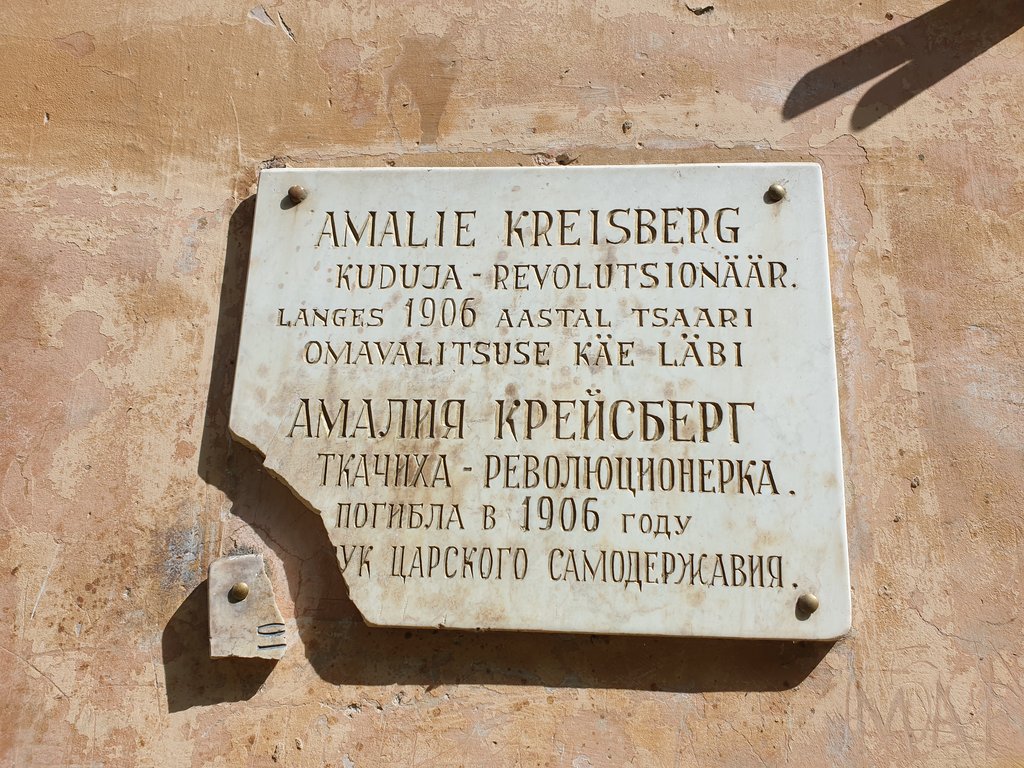 AMALIE KREISBERG
KUDUJA - REVOLUTSIONÄÄR.
LANGES 1906 AASTAL TSAARI
OMAVALITSUSE KÄE LÄBI
АМАЛИЯ КРЕЙСБЕРГ
ТКАЧИХА - РЕВОЛЮЦИОНЕРКА.
ПОГИБЛА В 1906 ГОДУ
УК ЦАРСКОГО САМОДЕРЖАВИЯ.